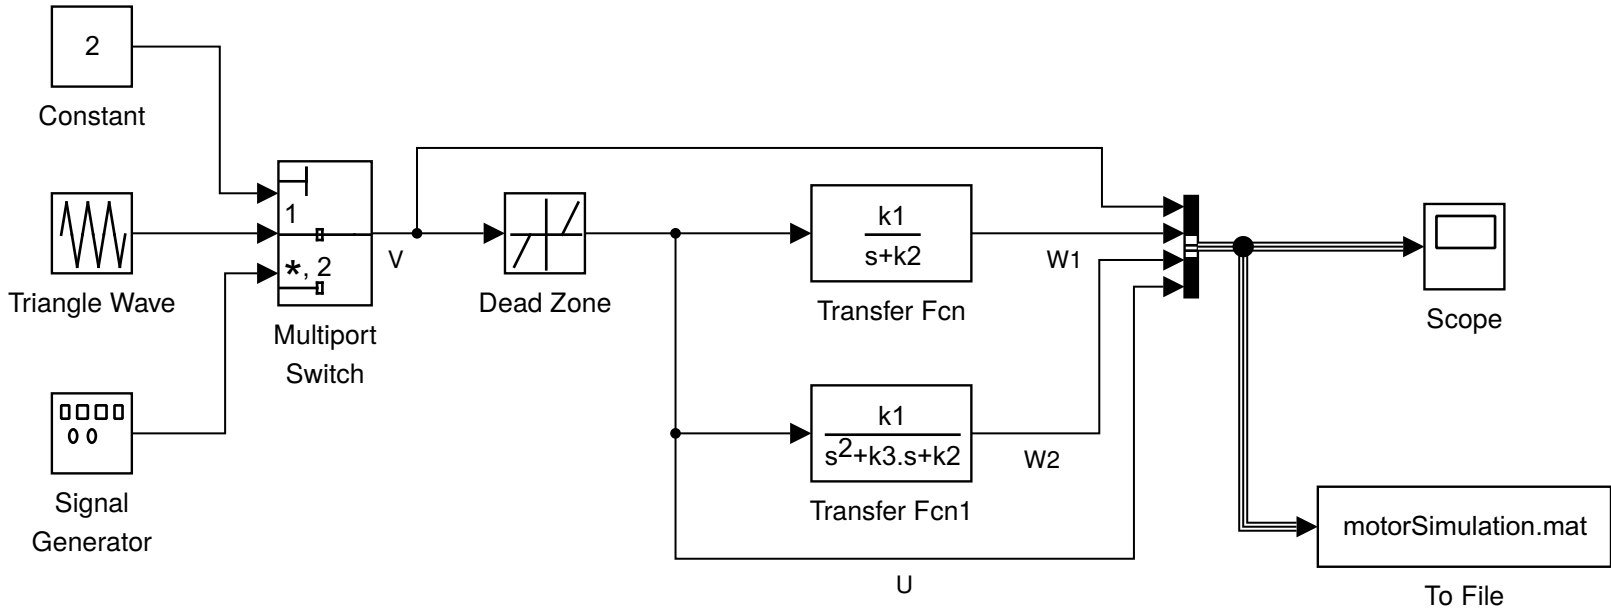 2
Constant
Triangle Wave
Signal
Generator
1
*, 2
Multiport
Switch
V
Dead Zone
k1
s+k2
Transfer Fcn
W1
k1
s²+k3.s+k2
Transfer Fcn1
W2
U
Scope
motorSimulation.mat
To File